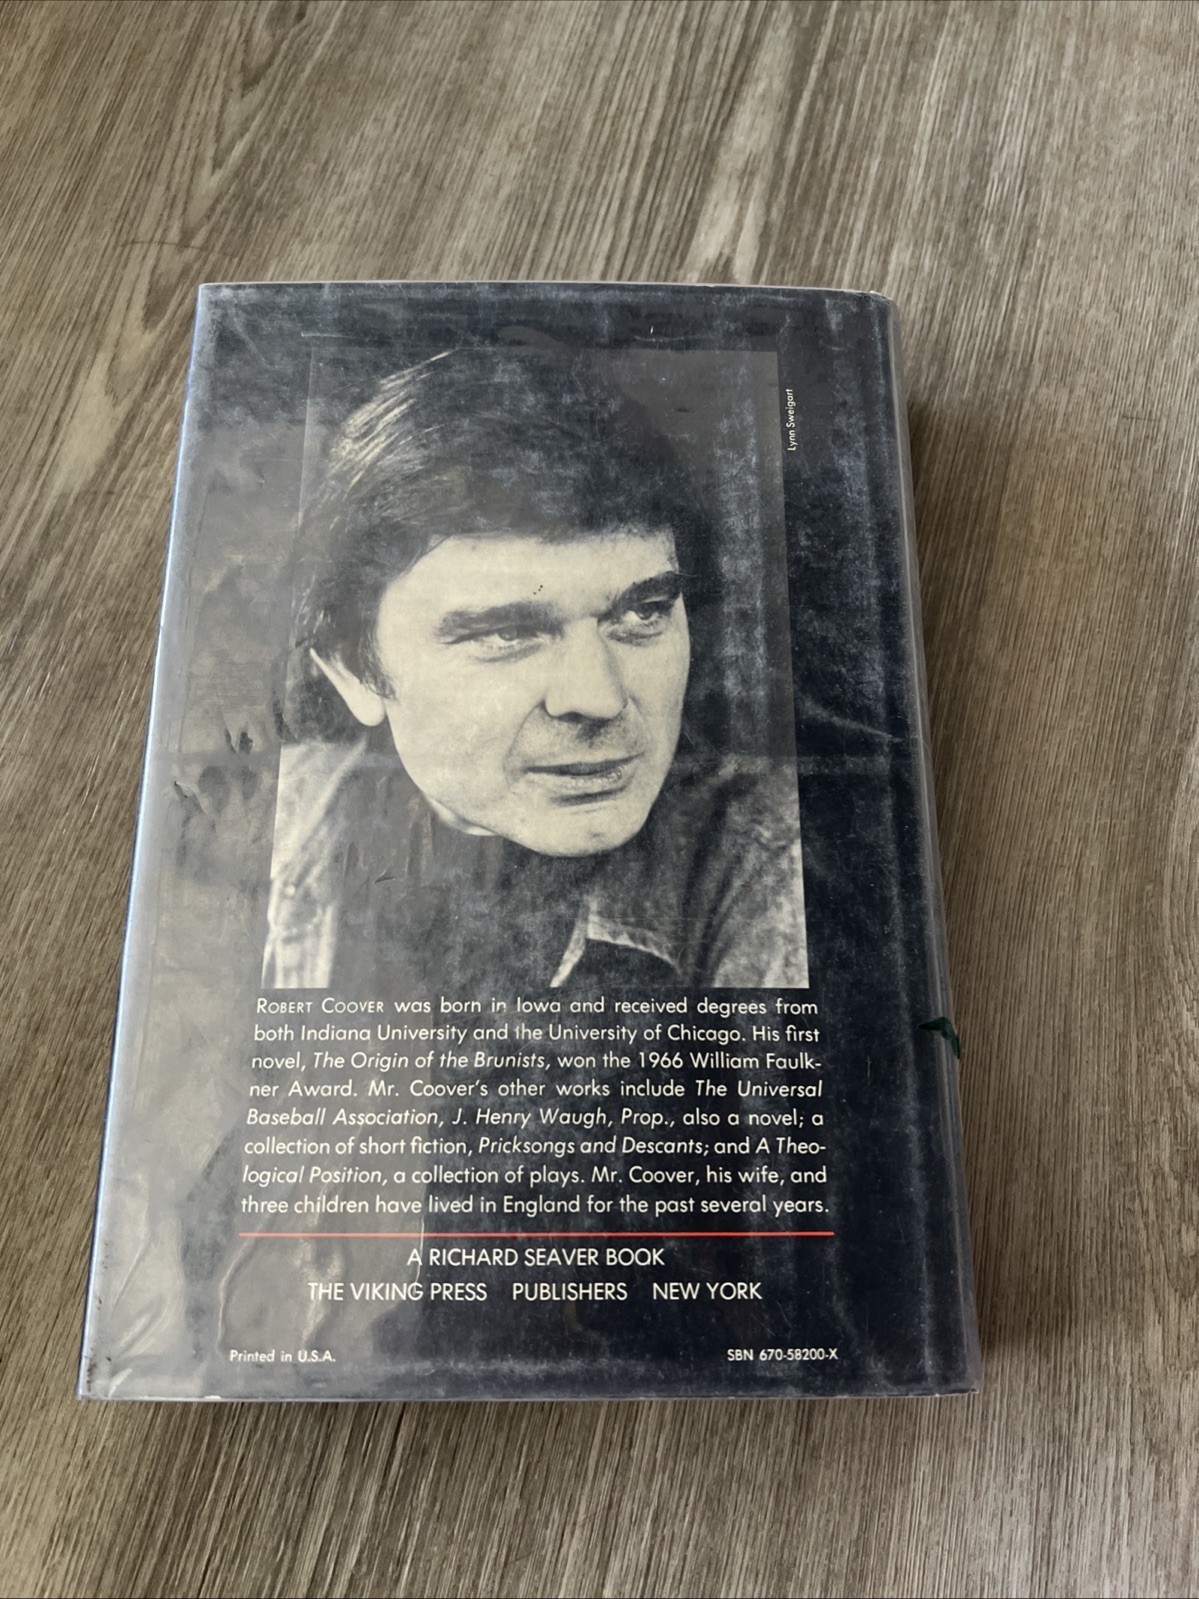 Lynn Sweigart
ROBERT COOVER was born in Iowa and received degrees from
both Indiana University and the University of Chicago. His first
novel, The Origin of the Brunists, won the 1966 William Faulk-
ner Award. Mr. Coover's other works include The Universal
Baseball Association, J. Henry Waugh, Prop., also a novel; a
collection of short fiction, Pricksongs and Descants; and A Theo-
logical Position, a collection of plays. Mr. Coover, his wife, and
three children have lived in England for the past several years.
A RICHARD SEAVER BOOK
THE VIKING PRESS PUBLISHERS NEW YORK
Printed in U.S.A.
SBN 670-58200-X